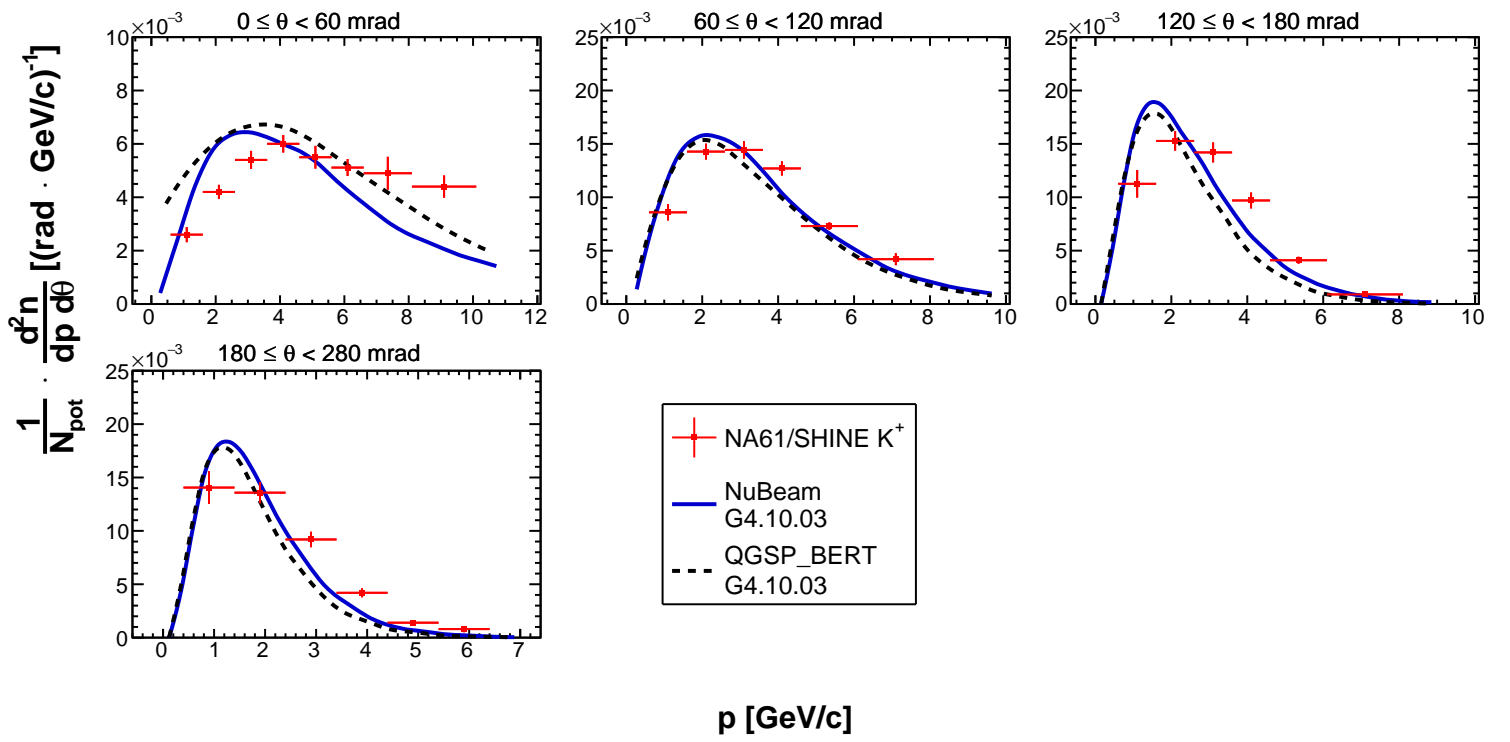 0 ≤ θ < 60 mrad
60 ≤ θ < 120 mrad
120 ≤ θ < 180 mrad
×10⁻³
×10⁻³
×10⁻³
10
8
6
4
2
0
0 2 4 6 8 10 12
25
20
15
10
5
0
0 2 4 6 8 10
25
20
15
10
5
0
0 2 4 6 8 10
1/N_pot · d²n/dp dθ [(rad · GeV/c)⁻¹]
180 ≤ θ < 280 mrad
×10⁻³
25
20
15
10
5
0
0 1 2 3 4 5 6 7
NA61/SHINE K⁺
NuBeam
G4.10.03
QGSP_BERT
G4.10.03
p [GeV/c]